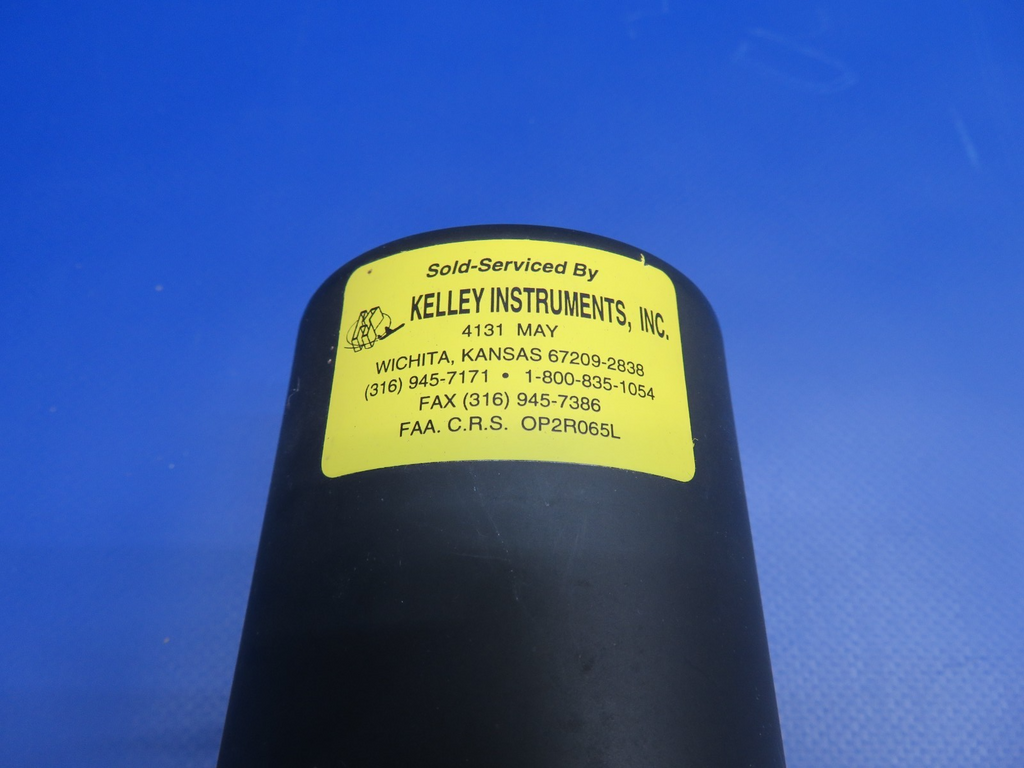 Sold-Serviced By
KELLEY INSTRUMENTS, INC.
4131 MAY
WICHITA, KANSAS 67209-2838
(316) 945-7171 • 1-800-835-1054
FAX (316) 945-7386
FAA. C.R.S. OP2R065L